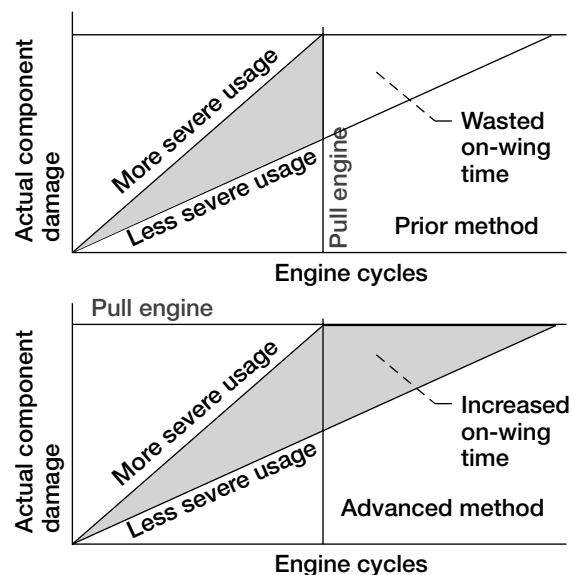 Actual component
damage
More severe usage
Less severe usage
Pull engine
Wasted
on-wing
time
Prior method
Engine cycles
Pull engine
Actual component
damage
More severe usage
Less severe usage
Increased
on-wing
time
Advanced method
Engine cycles